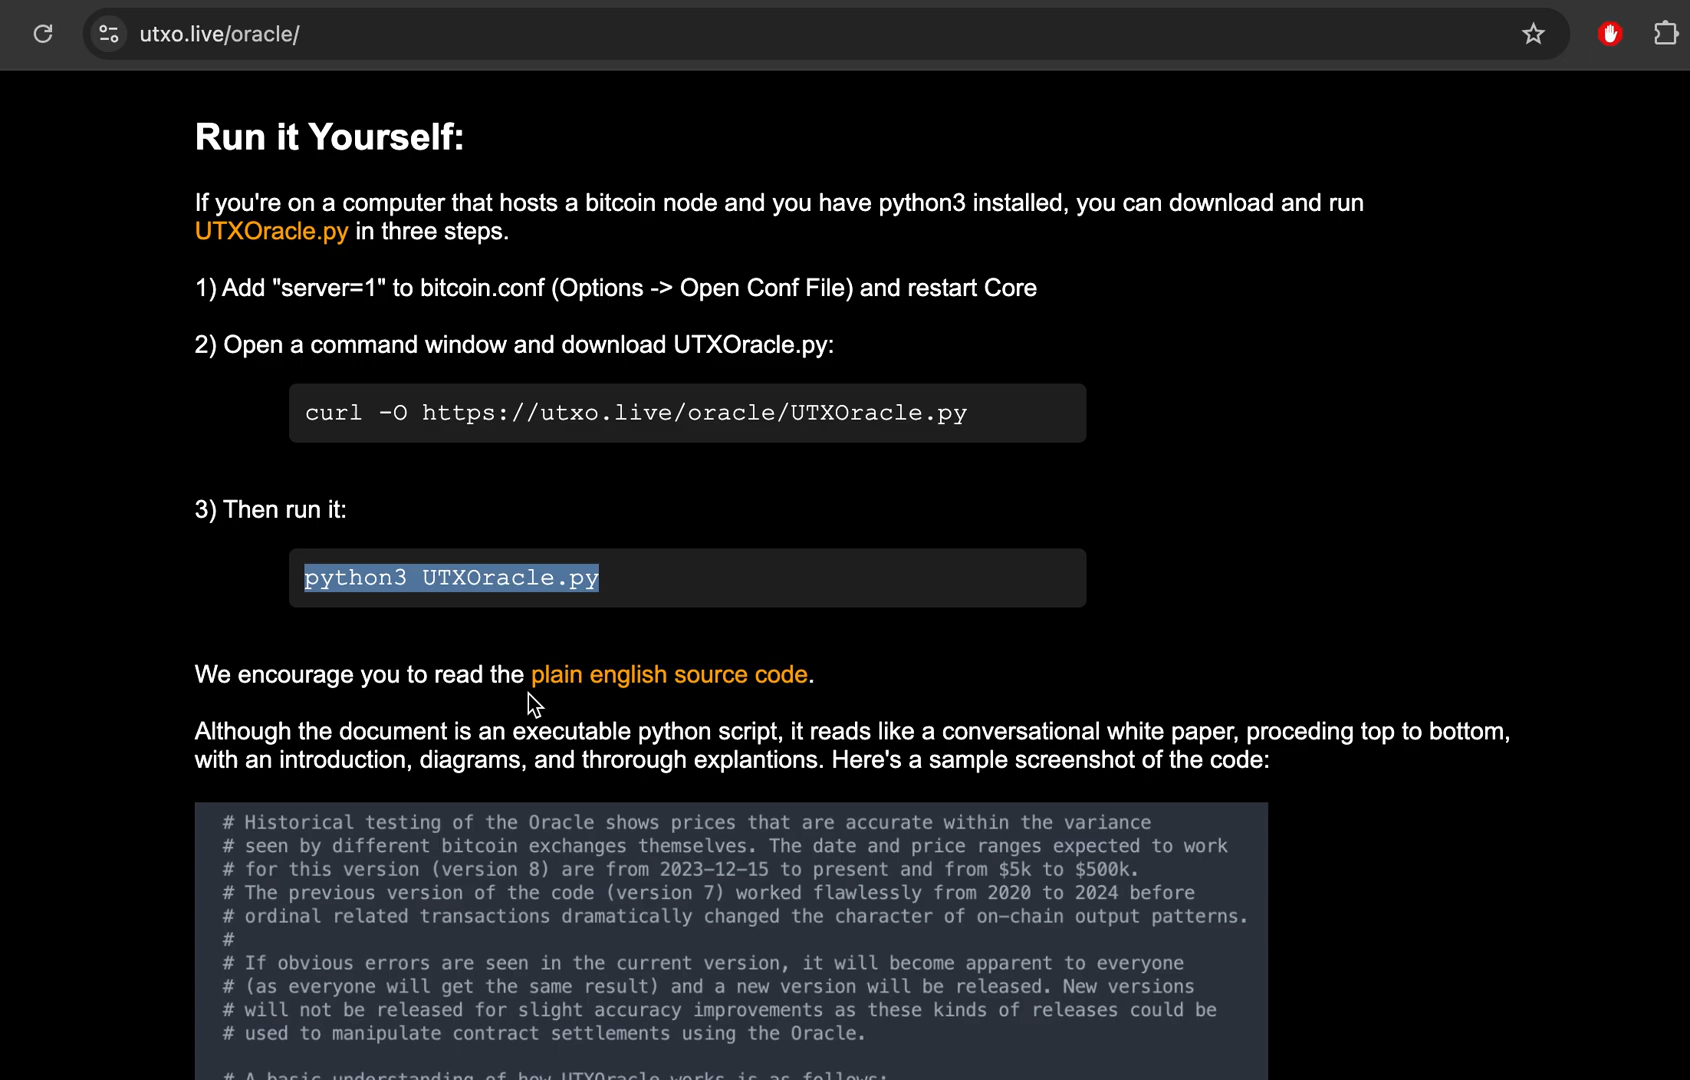 utxo.live/oracle/
Run it Yourself:
If you're on a computer that hosts a bitcoin node and you have python3 installed, you can download and run
UTXOracle.py in three steps.
1) Add "server=1" to bitcoin.conf (Options -> Open Conf File) and restart Core
2) Open a command window and download UTXOracle.py:
curl -O https://utxo.live/oracle/UTXOracle.py
3) Then run it:
python3 UTXOracle.py
We encourage you to read the plain english source code.
Although the document is an executable python script, it reads like a conversational white paper, proceding top to bottom,
with an introduction, diagrams, and throrough explantions. Here's a sample screenshot of the code:
# Historical testing of the Oracle shows prices that are accurate within the variance
# seen by different bitcoin exchanges themselves. The date and price ranges expected to work
# for this version (version 8) are from 2023-12-15 to present and from $5k to $500k.
# The previous version of the code (version 7) worked flawlessly from 2020 to 2024 before
# ordinal related transactions dramatically changed the character of on-chain output patterns.
#
# If obvious errors are seen in the current version, it will become apparent to everyone
# (as everyone will get the same result) and a new version will be released. New versions
# will not be released for slight accuracy improvements as these kinds of releases could be
# used to manipulate contract settlements using the Oracle.
# A basic understanding of how UTXOracle works is as follows: